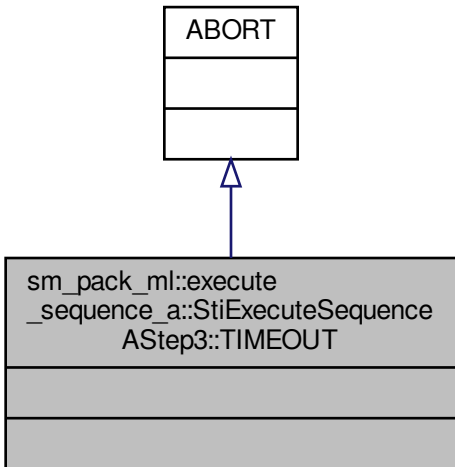 ABORT
sm_pack_ml::execute
_sequence_a::StiExecuteSequence
AStep3::TIMEOUT